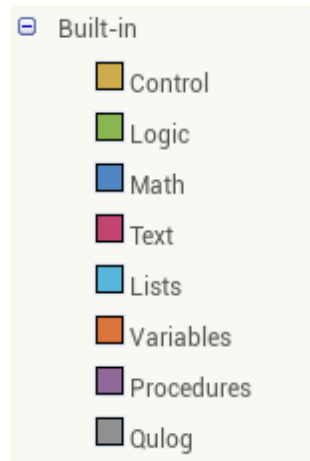 Built-in
Control
Logic
Math
Text
Lists
Variables
Procedures
Qulog